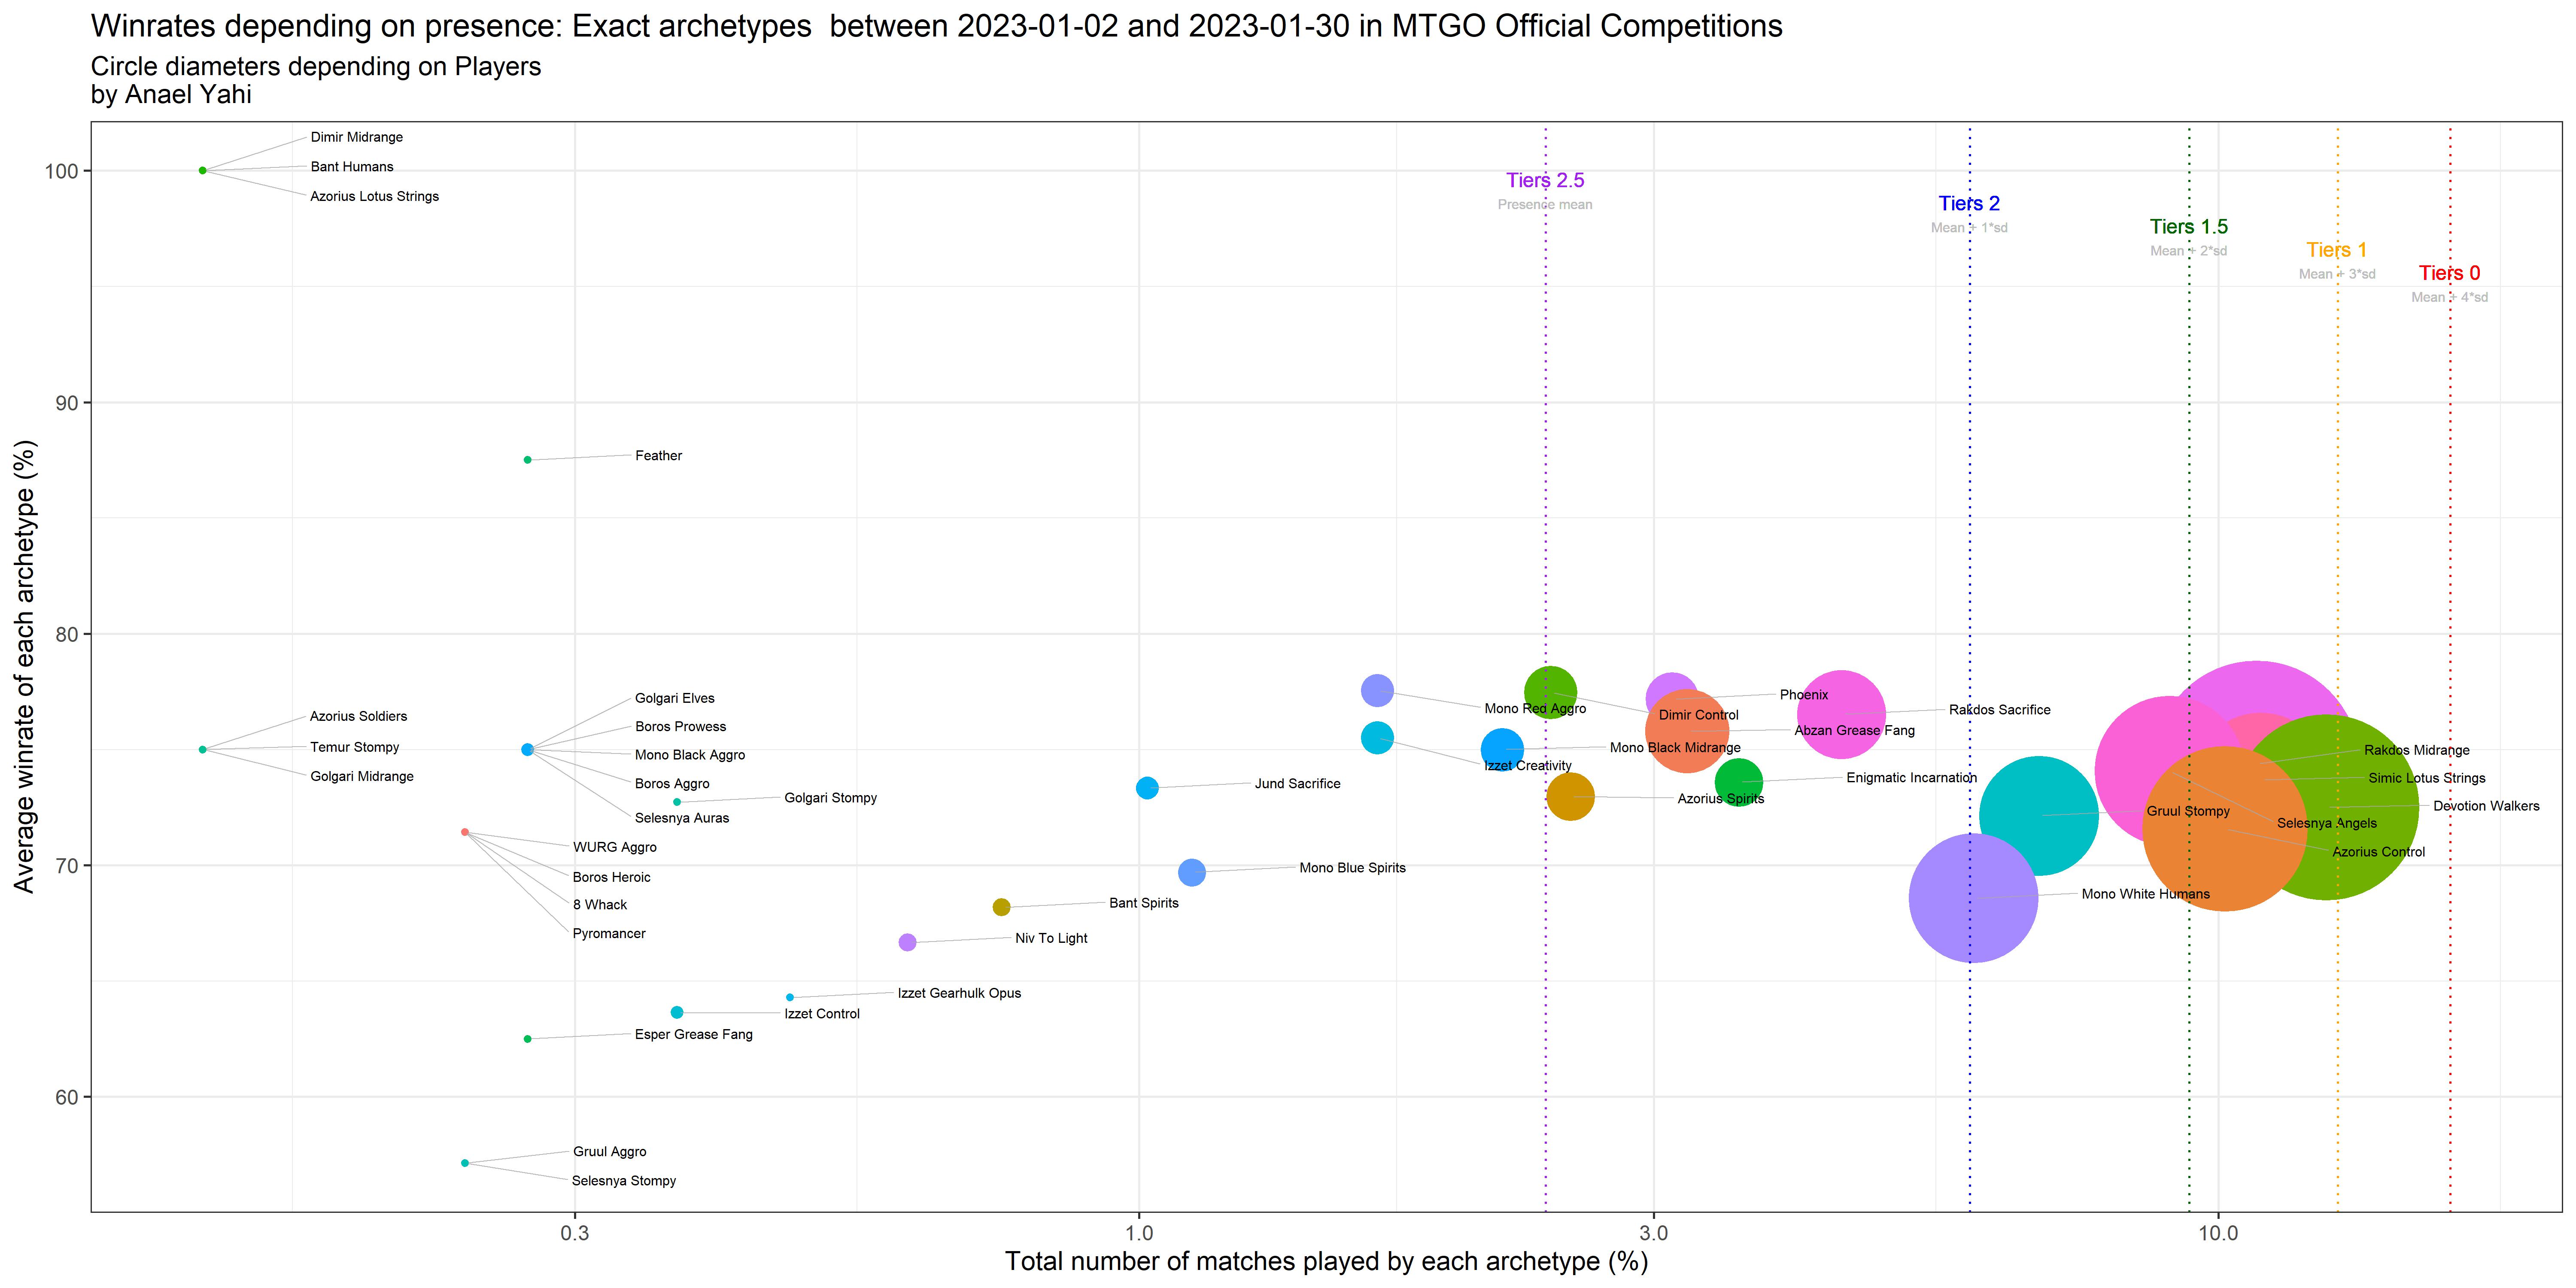 Winrates depending on presence: Exact archetypes  between 2023-01-02 and 2023-01-30 in MTGO Official Competitions
Circle diameters depending on Players
by Anael Yahi
Average winrate of each archetype (%)
100
90
80
70
60
Dimir Midrange
Bant Humans
Azorius Lotus Strings
Tiers 2.5
Presence mean
Tiers 2
Mean + 1*sd
Tiers 1.5
Mean + 2*sd
Tiers 1
Mean + 3*sd
Tiers 0
Mean + 4*sd
Feather
Azorius Soldiers
Temur Stompy
Golgari Midrange
Golgari Elves
Boros Prowess
Mono Black Aggro
Boros Aggro
Selesnya Auras
Golgari Stompy
WURG Aggro
Boros Heroic
8 Whack
Pyromancer
Jund Sacrifice
Mono Blue Spirits
Bant Spirits
Niv To Light
Izzet Gearhulk Opus
Izzet Control
Esper Grease Fang
Gruul Aggro
Selesnya Stompy
Mono Red Aggro
Dimir Control
Phoenix
Rakdos Sacrifice
Abzan Grease Fang
Mono Black Midrange
Izzet Creativity
Enigmatic Incarnation
Azorius Spirits
Rakdos Midrange
Simic Lotus Strings
Devotion Walkers
Gruul Stompy
Selesnya Angels
Azorius Control
Mono White Humans
0.3
1.0
3.0
10.0
Total number of matches played by each archetype (%)